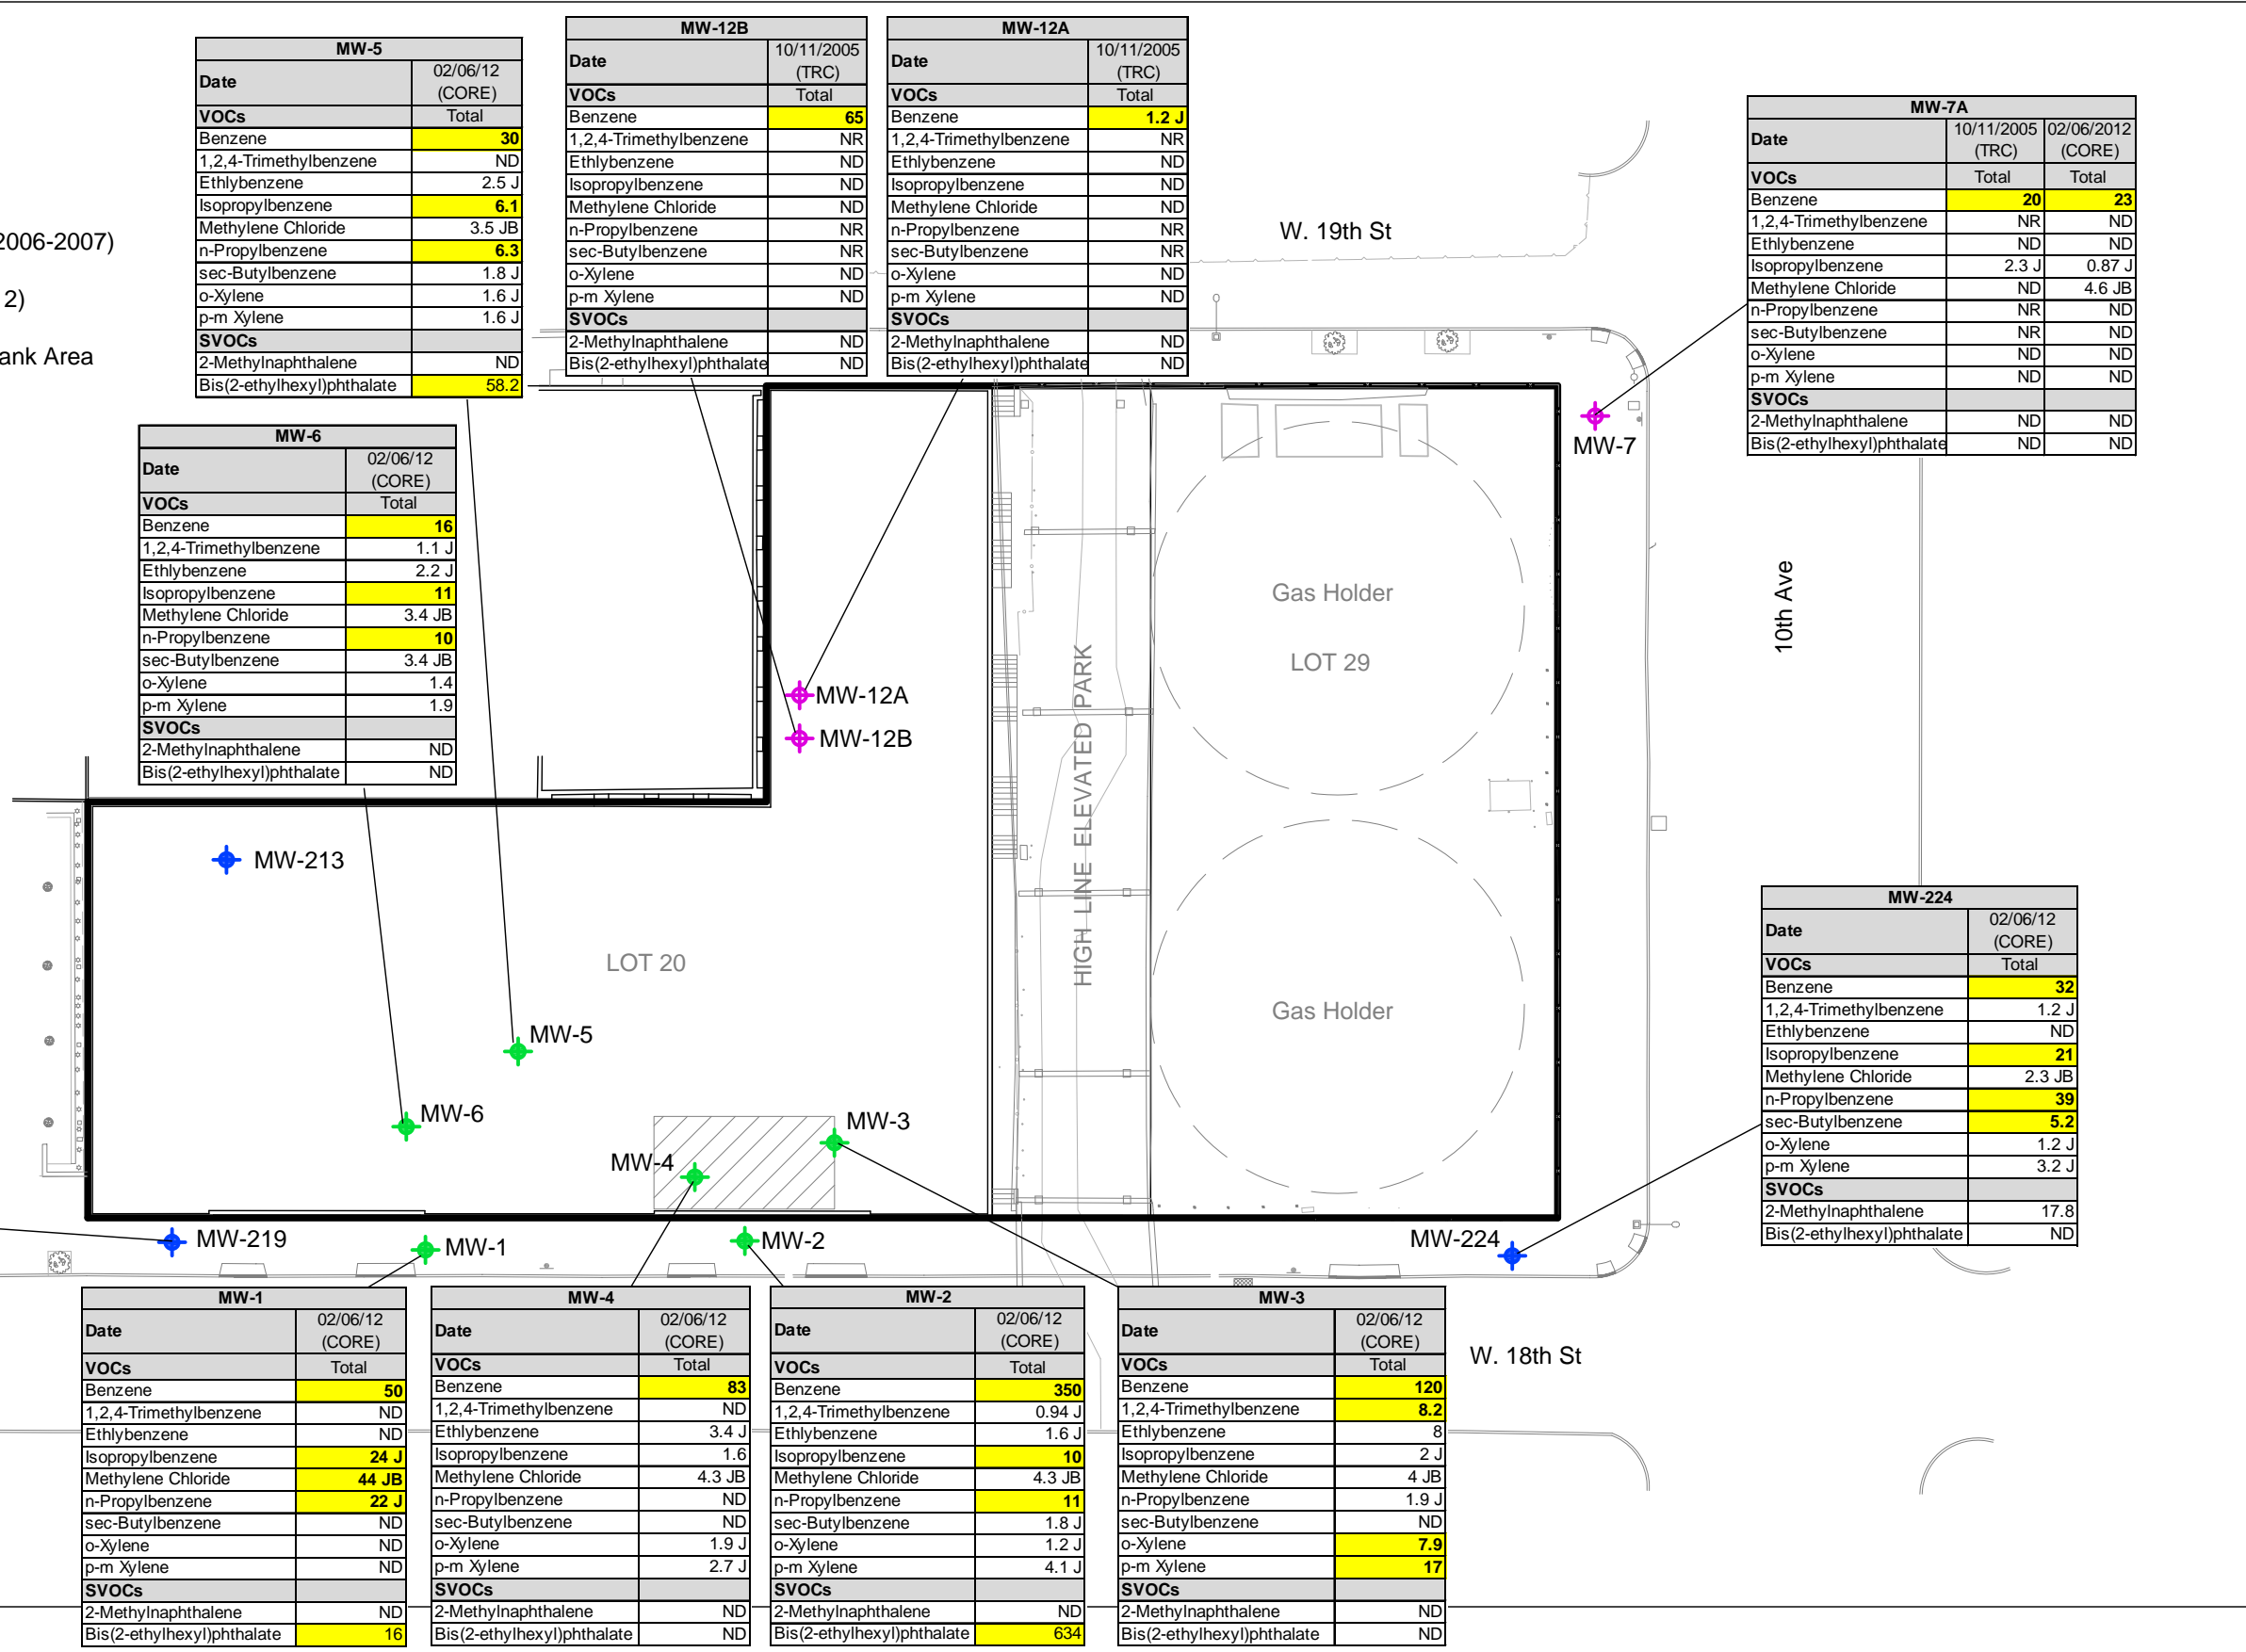 2006-2007)
2)
ank Area
MW-5
Date 02/06/12 (CORE)
VOCs Total
Benzene 30
1,2,4-Trimethylbenzene ND
Ethlybenzene 2.5 J
Isopropylbenzene 6.1
Methylene Chloride 3.5 JB
n-Propylbenzene 6.3
sec-Butylbenzene 1.8 J
o-Xylene 1.6 J
p-m Xylene 1.6 J
SVOCs
2-Methylnaphthalene ND
Bis(2-ethylhexyl)phthalate 58.2
MW-12B
Date 10/11/2005 (TRC)
VOCs Total
Benzene 65
1,2,4-Trimethylbenzene NR
Ethlybenzene ND
Isopropylbenzene ND
Methylene Chloride ND
n-Propylbenzene NR
sec-Butylbenzene NR
o-Xylene ND
p-m Xylene ND
SVOCs
2-Methylnaphthalene ND
Bis(2-ethylhexyl)phthalate ND
MW-12A
Date 10/11/2005 (TRC)
VOCs Total
Benzene 1.2 J
1,2,4-Trimethylbenzene NR
Ethlybenzene ND
Isopropylbenzene ND
Methylene Chloride ND
n-Propylbenzene NR
sec-Butylbenzene NR
o-Xylene ND
p-m Xylene ND
SVOCs
2-Methylnaphthalene ND
Bis(2-ethylhexyl)phthalate ND
W. 19th St
MW-7A
Date 10/11/2005 (TRC) 02/06/2012 (CORE)
VOCs Total Total
Benzene 20 23
1,2,4-Trimethylbenzene NR ND
Ethlybenzene ND ND
Isopropylbenzene 2.3 J 0.87 J
Methylene Chloride ND 4.6 JB
n-Propylbenzene NR ND
sec-Butylbenzene NR ND
o-Xylene ND ND
p-m Xylene ND ND
SVOCs
2-Methylnaphthalene ND ND
Bis(2-ethylhexyl)phthalate ND ND
MW-7
MW-6
Date 02/06/12 (CORE)
VOCs Total
Benzene 16
1,2,4-Trimethylbenzene 1.1 J
Ethlybenzene 2.2 J
Isopropylbenzene 11
Methylene Chloride 3.4 JB
n-Propylbenzene 10
sec-Butylbenzene 3.4 JB
o-Xylene 1.4
p-m Xylene 1.9
SVOCs
2-Methylnaphthalene ND
Bis(2-ethylhexyl)phthalate ND
Gas Holder
LOT 29
10th Ave
MW-12A
MW-12B
HIGH LINE ELEVATED PARK
MW-213
LOT 20
Gas Holder
MW-5
MW-6
MW-3
MW-4
MW-219
MW-1
MW-2
MW-224
MW-224
Date 02/06/12 (CORE)
VOCs Total
Benzene 32
1,2,4-Trimethylbenzene 1.2 J
Ethlybenzene ND
Isopropylbenzene 21
Methylene Chloride 2.3 JB
n-Propylbenzene 39
sec-Butylbenzene 5.2
o-Xylene 1.2 J
p-m Xylene 3.2 J
SVOCs
2-Methylnaphthalene 17.8
Bis(2-ethylhexyl)phthalate ND
MW-1
Date 02/06/12 (CORE)
VOCs Total
Benzene 50
1,2,4-Trimethylbenzene ND
Ethlybenzene ND
Isopropylbenzene 24 J
Methylene Chloride 44 JB
n-Propylbenzene 22 J
sec-Butylbenzene ND
o-Xylene ND
p-m Xylene ND
SVOCs
2-Methylnaphthalene ND
Bis(2-ethylhexyl)phthalate 16
MW-4
Date 02/06/12 (CORE)
VOCs Total
Benzene 83
1,2,4-Trimethylbenzene ND
Ethlybenzene 3.4 J
Isopropylbenzene 1.6
Methylene Chloride 4.3 JB
n-Propylbenzene ND
sec-Butylbenzene ND
o-Xylene 1.9 J
p-m Xylene 2.7 J
SVOCs
2-Methylnaphthalene ND
Bis(2-ethylhexyl)phthalate ND
MW-2
Date 02/06/12 (CORE)
VOCs Total
Benzene 350
1,2,4-Trimethylbenzene 0.94 J
Ethlybenzene 1.6 J
Isopropylbenzene 10
Methylene Chloride 4.3 JB
n-Propylbenzene 11
sec-Butylbenzene 1.8 J
o-Xylene 1.2 J
p-m Xylene 4.1 J
SVOCs
2-Methylnaphthalene ND
Bis(2-ethylhexyl)phthalate 634
MW-3
Date 02/06/12 (CORE)
VOCs Total
Benzene 120
1,2,4-Trimethylbenzene 8.2
Ethlybenzene 8
Isopropylbenzene 2 J
Methylene Chloride 4 JB
n-Propylbenzene 1.9 J
sec-Butylbenzene ND
o-Xylene 7.9
p-m Xylene 17
SVOCs
2-Methylnaphthalene ND
Bis(2-ethylhexyl)phthalate ND
W. 18th St